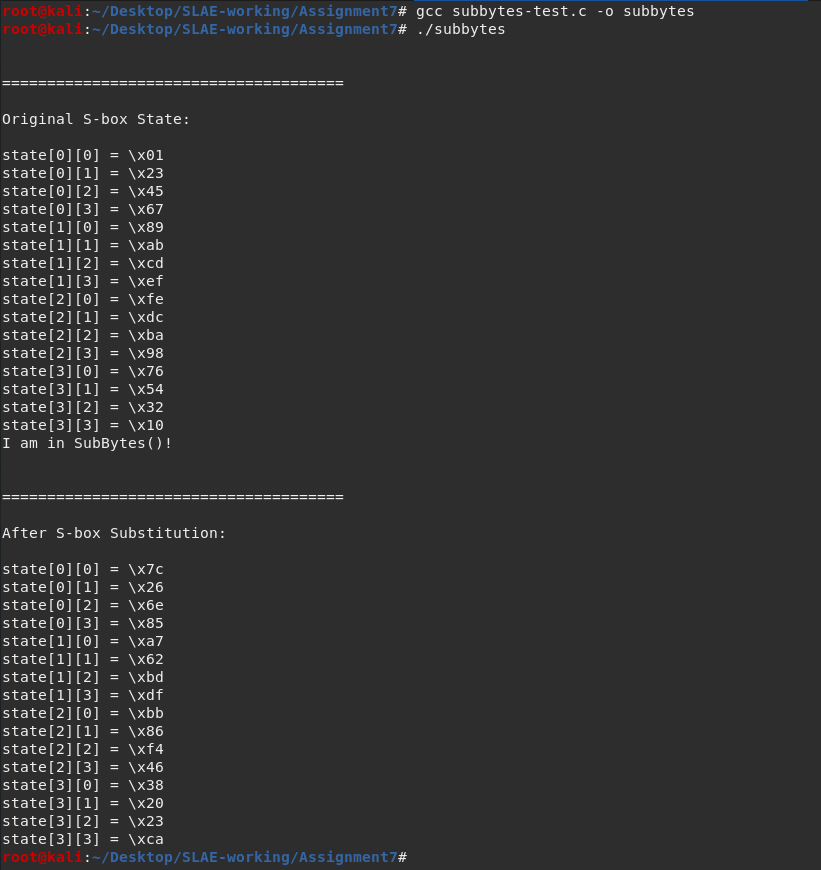 root@kali:~/Desktop/SLAE-working/Assignment7# gcc subbytes-test.c -o subbytes
root@kali:~/Desktop/SLAE-working/Assignment7# ./subbytes
======================================
Original S-box State:
state[0][0] = \x01
state[0][1] = \x23
state[0][2] = \x45
state[0][3] = \x67
state[1][0] = \x89
state[1][1] = \xab
state[1][2] = \xcd
state[1][3] = \xef
state[2][0] = \xfe
state[2][1] = \xdc
state[2][2] = \xba
state[2][3] = \x98
state[3][0] = \x76
state[3][1] = \x54
state[3][2] = \x32
state[3][3] = \x10
I am in SubBytes()!
======================================
After S-box Substitution:
state[0][0] = \x7c
state[0][1] = \x26
state[0][2] = \x6e
state[0][3] = \x85
state[1][0] = \xa7
state[1][1] = \x62
state[1][2] = \xbd
state[1][3] = \xdf
state[2][0] = \xbb
state[2][1] = \x86
state[2][2] = \xf4
state[2][3] = \x46
state[3][0] = \x38
state[3][1] = \x20
state[3][2] = \x23
state[3][3] = \xca
root@kali:~/Desktop/SLAE-working/Assignment7#